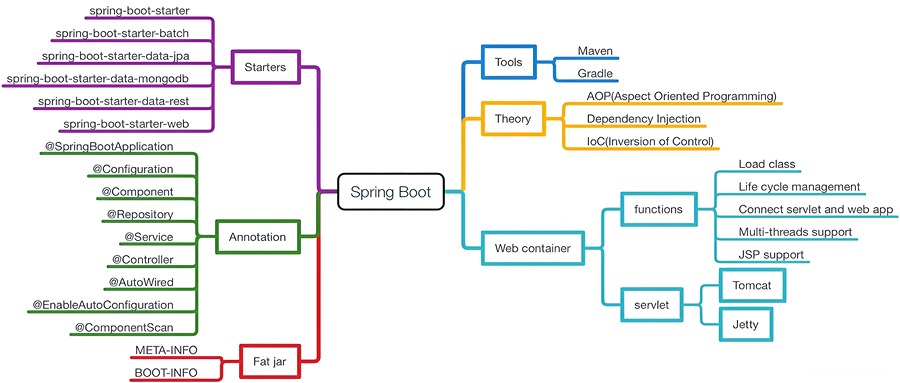 spring-boot-starter
spring-boot-starter-batch
spring-boot-starter-data-jpa
spring-boot-starter-data-mongodb
spring-boot-starter-data-rest
spring-boot-starter-web
Starters
@SpringBootApplication
@Configuration
@Component
@Repository
@Service
@Controller
@AutoWired
@EnableAutoConfiguration
@ComponentScan
Annotation
META-INFO
BOOT-INFO
Fat jar
Spring Boot
Tools
Maven
Gradle
Theory
AOP(Aspect Oriented Programming)
Dependency Injection
IoC(Inversion of Control)
Web container
functions
Load class
Life cycle management
Connect servlet and web app
Multi-threads support
JSP support
servlet
Tomcat
Jetty